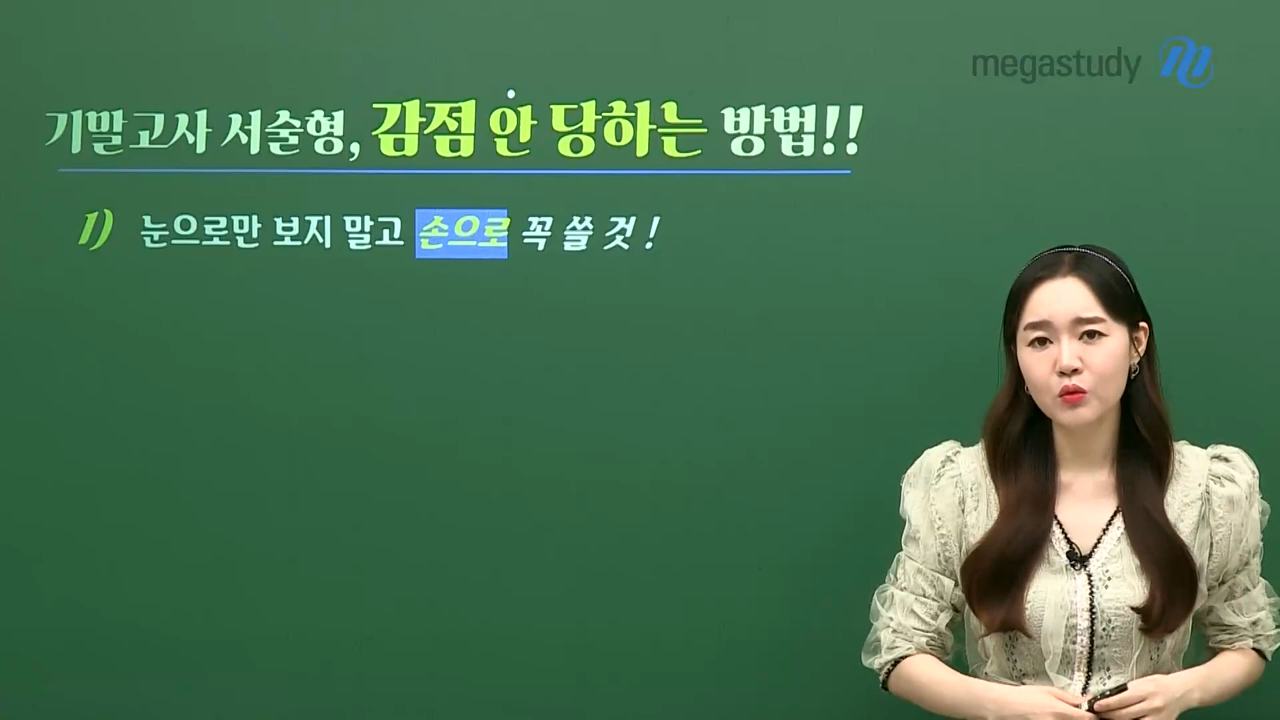 megastudy
기말고사 서술형, 감점 안 당하는 방법!!
1) 눈으로만 보지 말고 손으로 꼭 쓸 것!